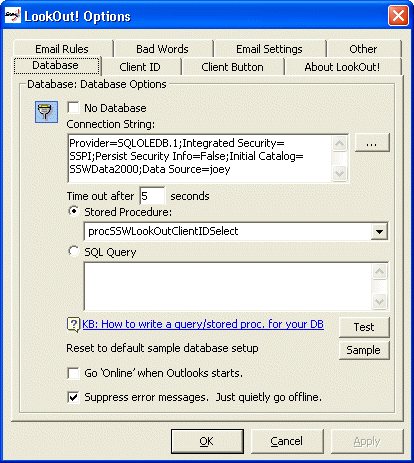 LookOut! Options
Email Rules
Bad Words
Email Settings
Other
Database
Client ID
Client Button
About LookOut!
Database: Database Options
No Database
Connection String:
Provider=SQLOLEDB.1;Integrated Security=
SSPI;Persist Security Info=False;Initial Catalog=
SSWData2000;Data Source=joey
...
Time out after 5 seconds
Stored Procedure:
procSSWLookOutClientIDSelect
SQL Query
KB: How to write a query/stored proc. for your DB
Test
Reset to default sample database setup
Sample
Go 'Online' when Outlooks starts.
Suppress error messages. Just quietly go offline.
OK
Cancel
Apply